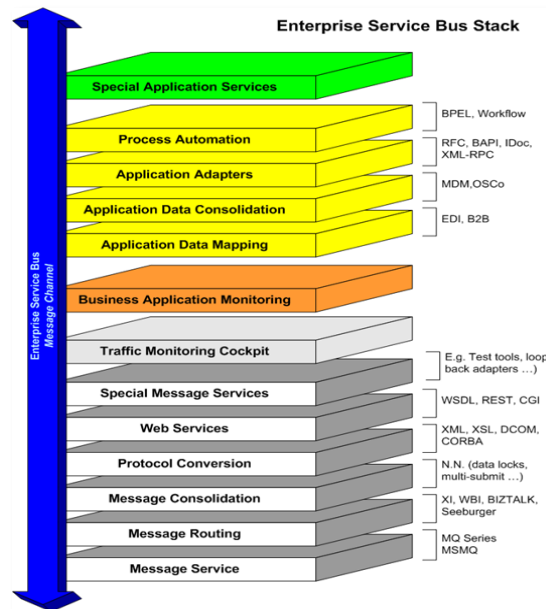 Enterprise Service Bus Stack
Special Application Services
BPEL, Workflow
Process Automation
RFC, BAPI, IDoc,
XML-RPC
Application Adapters
MDM,OSCo
Application Data Consolidation
EDI, B2B
Application Data Mapping
Business Application Monitoring
Traffic Monitoring Cockpit
E.g. Test tools, loop
back adapters ...)
Special Message Services
WSDL, REST, CGI
Web Services
XML, XSL, DCOM,
CORBA
Protocol Conversion
N.N. (data locks,
multi-submit ...)
Message Consolidation
XI, WBI, BIZTALK,
Seeburger
Message Routing
MQ Series
MSMQ
Message Service
Enterprise Service Bus
Message Channel